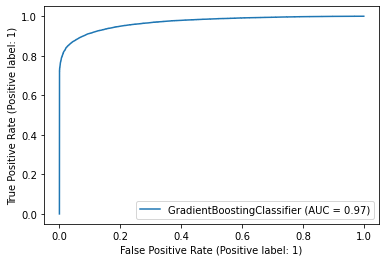 1.0
0.8
0.6
0.4
0.2
0.0
True Positive Rate (Positive label: 1)
GradientBoostingClassifier (AUC = 0.97)
0.0 0.2 0.4 0.6 0.8 1.0
False Positive Rate (Positive label: 1)